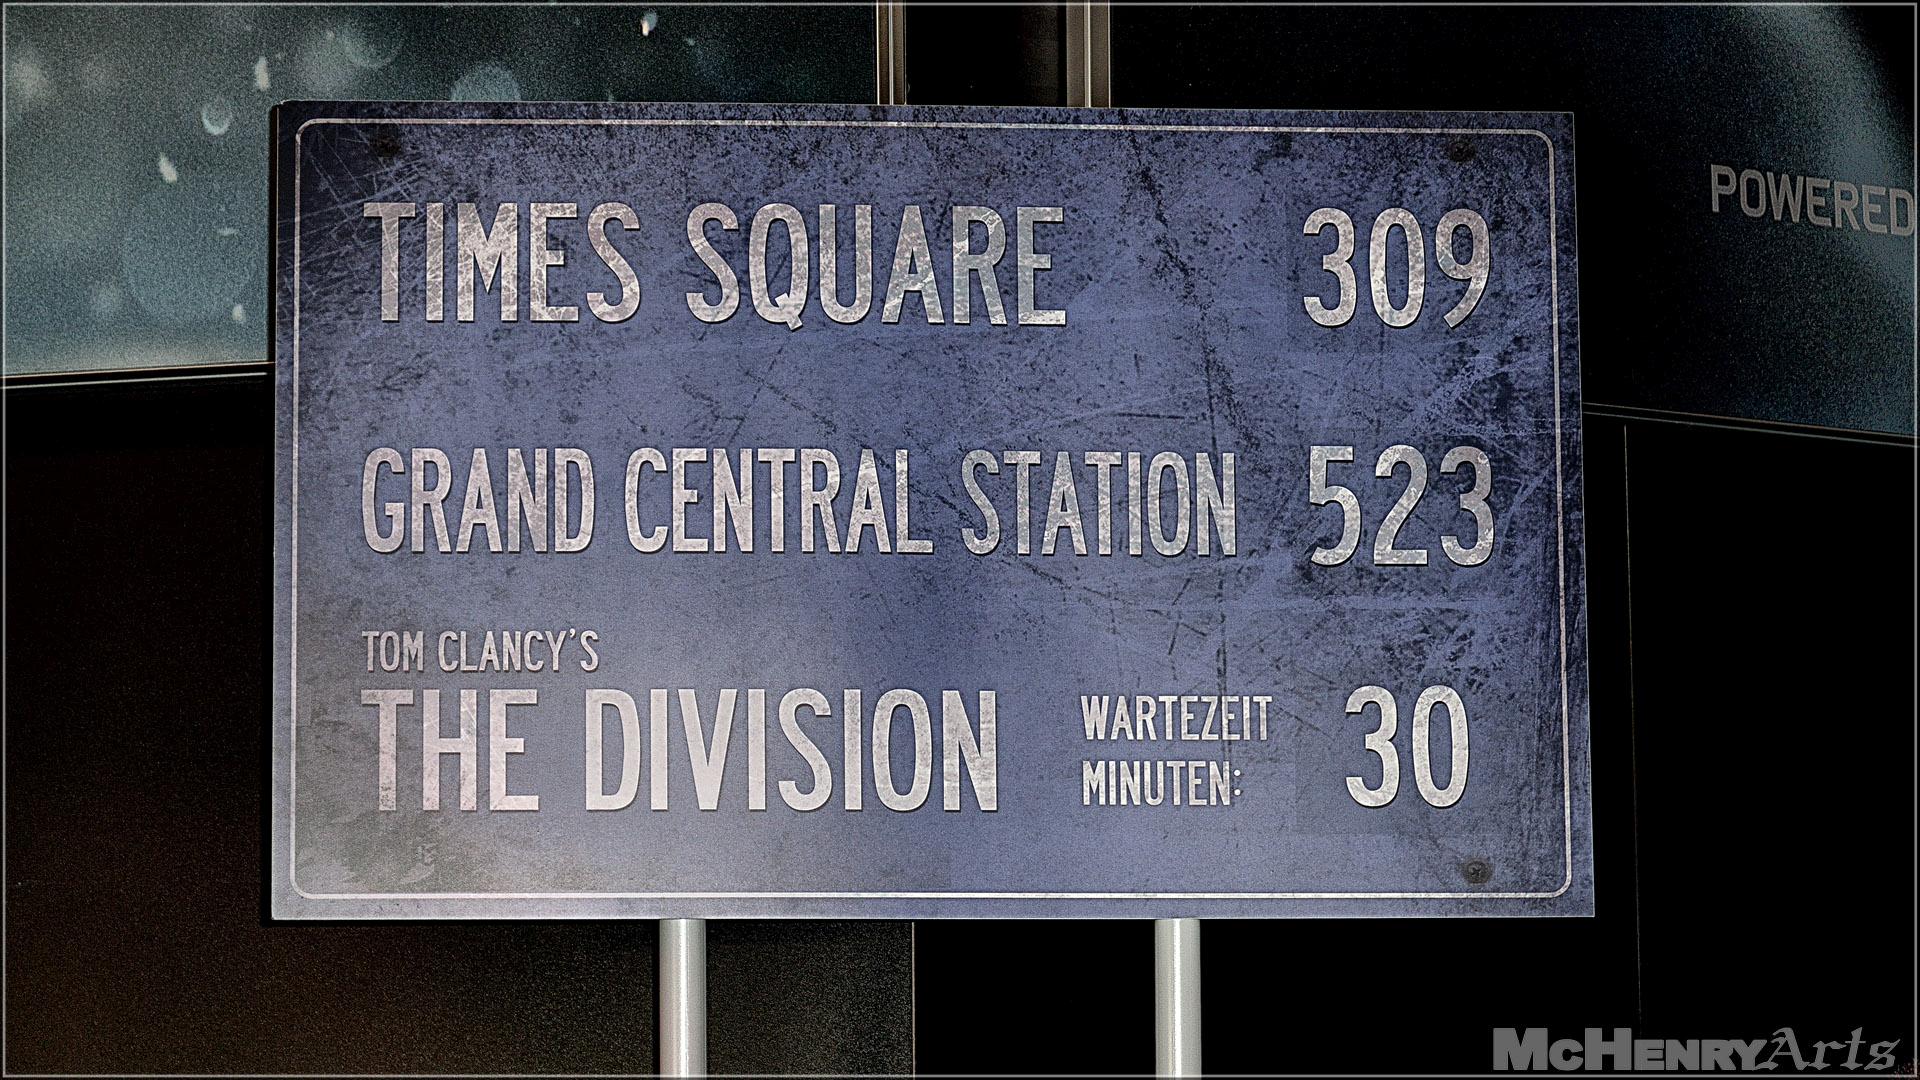 POWERED
TIMES SQUARE 309
GRAND CENTRAL STATION 523
TOM CLANCY'S
THE DIVISION
WARTEZEIT
MINUTEN:
30
McHENRYArts